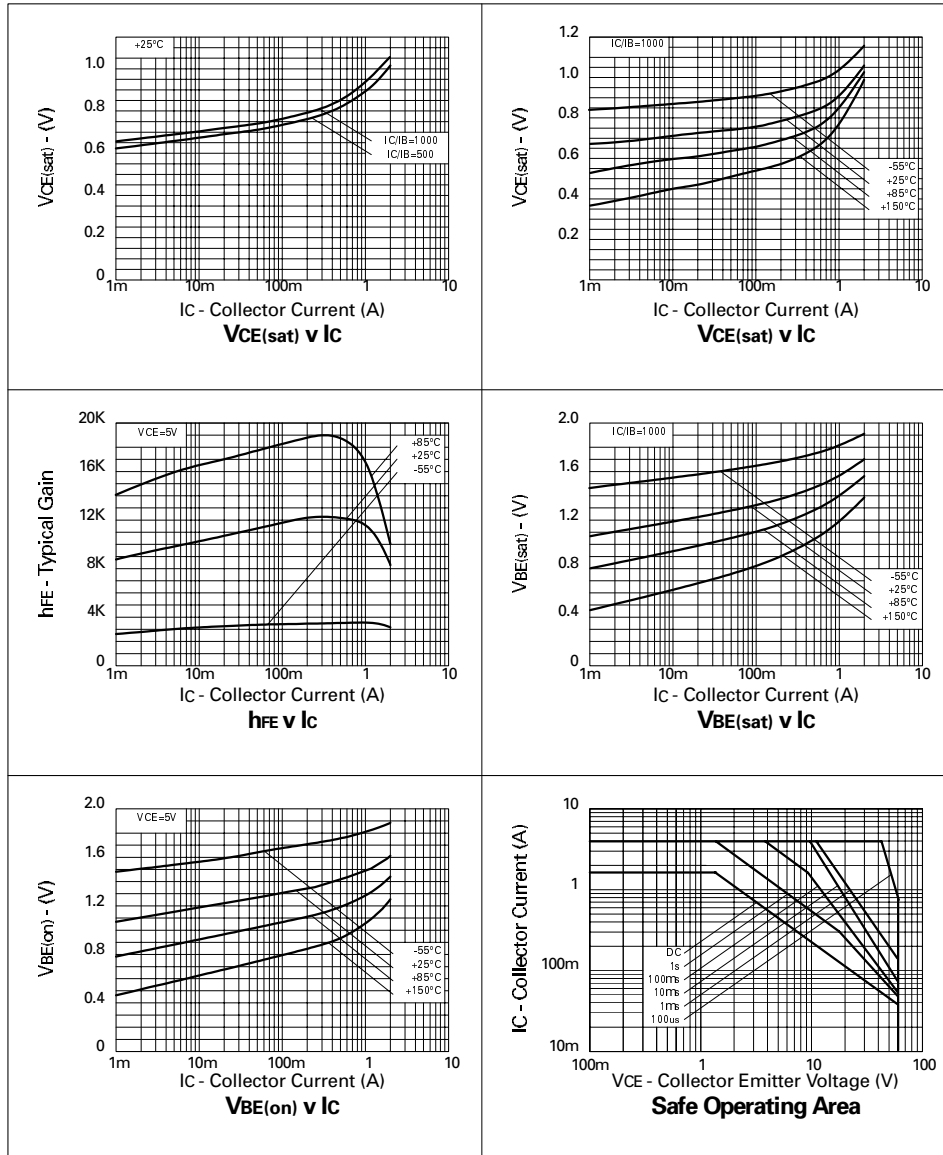 +25°C
1.0
0.8
0.6
0.4
0.2
0
1m
10m
100m
1
10
VCE(sat) - (V)
IC/IB=1000
IC/IB=500
IC - Collector Current (A)
VCE(sat) v IC
1.2
IC/IB=1000
1.0
0.8
0.6
0.4
0.2
1m
10m
100m
1
10
VCE(sat) - (V)
-55°C
+25°C
+85°C
+150°C
IC - Collector Current (A)
VCE(sat) v IC
20K
VCE=5V
16K
12K
8K
4K
0
1m
10m
100m
1
10
hFE - Typical Gain
+85°C
+25°C
-55°C
IC - Collector Current (A)
hFE v IC
2.0
IC/IB=1000
1.6
1.2
0.8
0.4
0
1m
10m
100m
1
10
VBE(sat) - (V)
-55°C
+25°C
+85°C
+150°C
IC - Collector Current (A)
VBE(sat) v IC
2.0
VCE=5V
1.6
1.2
0.8
0.4
0
1m
10m
100m
1
10
VBE(on) - (V)
-55°C
+25°C
+85°C
+150°C
IC - Collector Current (A)
VBE(on) v IC
10
1
100m
10m
100m
1
10
100
IC - Collector Current (A)
DC
1s
100ms
10ms
1ms
100us
VCE - Collector Emitter Voltage (V)
Safe Operating Area